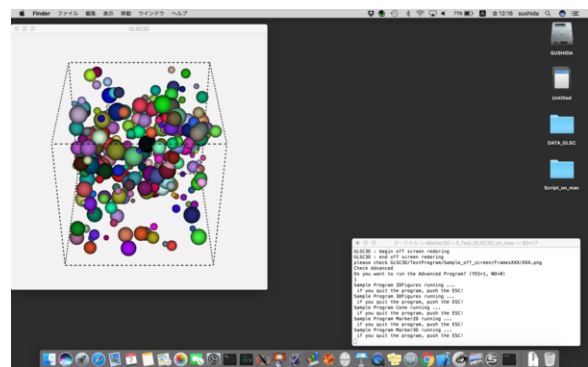 Finder ファイル 編集 表示 移動 ウインドウ ヘルプ
71% 金12:16 sushida
GLSC3D
SUSHIDA
Untitled
DATA_GLSC
Script_on_mac
GLSC3D : begin off screen redering
GLSC3D : end off screen redering
please check GLSC3D/TestProgram/Sample_off_screen/FramesXXX/XXX.png
Check Advanced
Do you want to run the Advanced Program? (YES=1, NO=0)
1
Sample Program 2DFigures running ...
if you quit the program, push the ESC!
Sample Program 3DFigures running ...
if you quit the program, push the ESC!
Sample Program Cone running ...
if you quit the program, push the ESC!
Sample Program Marker2D running ...
if you quit the program, push the ESC!
Sample Program Marker3D running ...
if you quit the program, push the ESC!